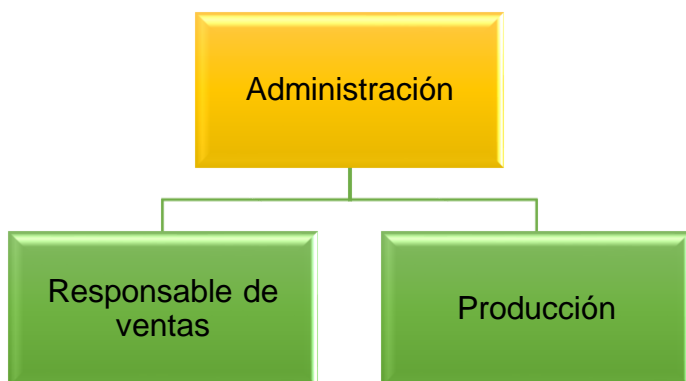 Administración
Responsable de
ventas
Producción